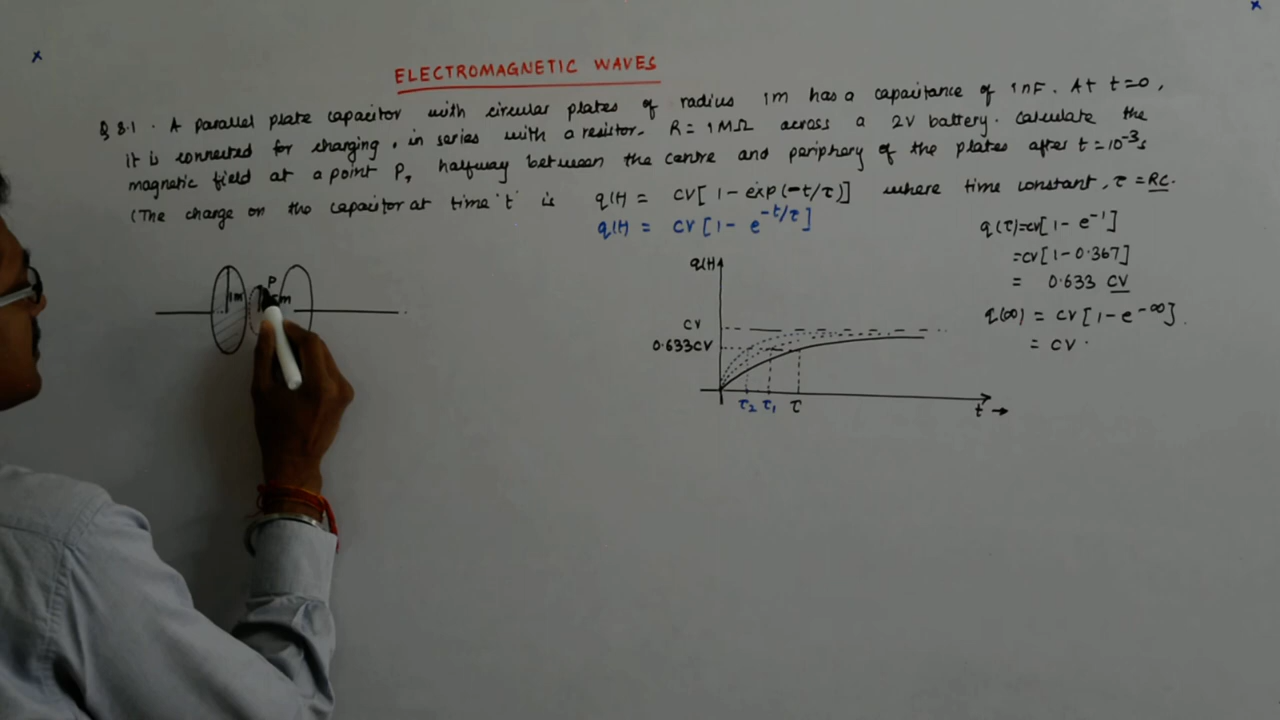 ELECTROMAGNETIC WAVES
Q 8.1 . A parallel plate capacitor with circular plates of radius 1m has a capacitance of 1nF. At t=0,
it is connected for charging, in series with a resistor. R = 1MΩ across a 2V battery. Calculate the
magnetic field at a point P, halfway between the centre and periphery of the plates after t=10⁻³s
(The charge on the capacitor at time 't' is q(t) = CV[ 1 - exp(-t/τ)] where time constant, τ = RC.
q(t) = CV [1 - e^{-t/τ}]
q(τ)=CV[1 - e⁻¹]
=CV[1-0.367]
= 0.633 CV
q(∞) = CV[1-e^{-∞}].
= CV.
P
1m
m
q(t)
CV
0.633CV
τ₂ τ₁ τ
t →